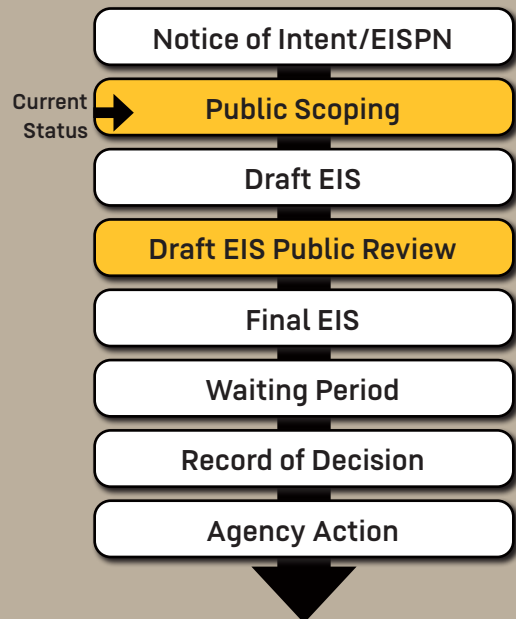 Notice of Intent/EISPN
Current
Status
Public Scoping
Draft EIS
Draft EIS Public Review
Final EIS
Waiting Period
Record of Decision
Agency Action